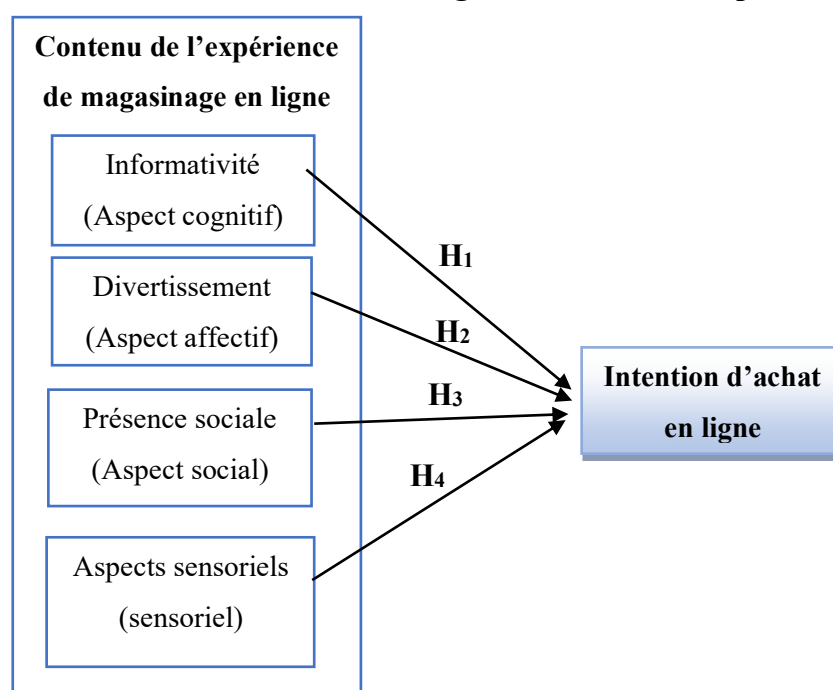 Contenu de l’expérience
de magasinage en ligne
Informativité
(Aspect cognitif)
Divertissement
(Aspect affectif)
Présence sociale
(Aspect social)
Aspects sensoriels
(sensoriel)
H1
H2
H3
H4
Intention d’achat
en ligne